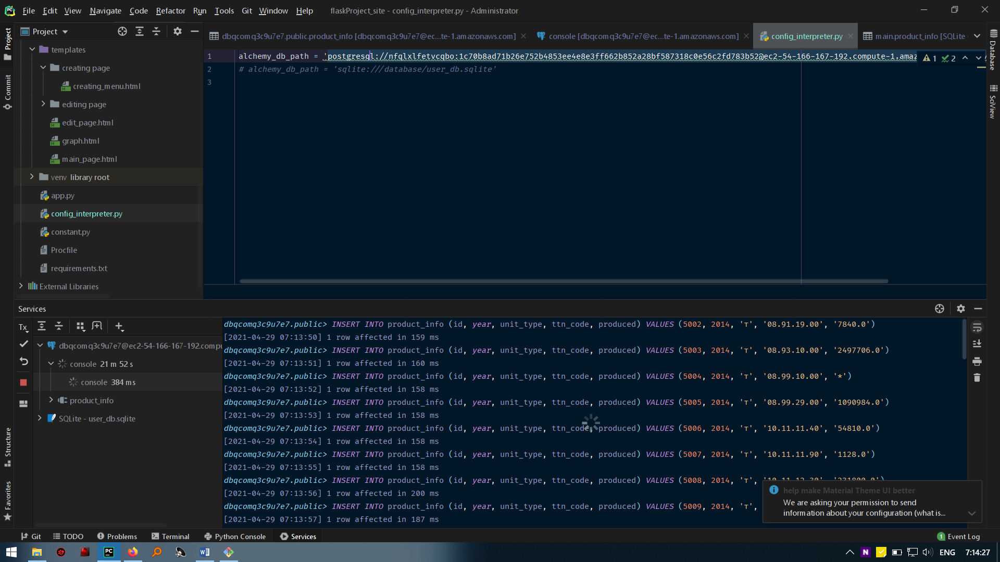 File Edit View Navigate Code Refactor Run Tools Git Window Help flaskProject_site - config_interpreter.py - Administrator
Project
dbqcomq3c9u7e7.public.product_info [dbqcomq3c9u7e7@ec...te-1.amazonaws.com]
console [dbqcomq3c9u7e7@ec...te-1.amazonaws.com]
config_interpreter.py
main.product_info [SQLite
Project
Commit
Structure
Favorites
Database
SciView
templates
creating page
creating_menu.html
editing page
edit_page.html
graph.html
main_page.html
venv library root
app.py
config_interpreter.py
constant.py
Procfile
requirements.txt
External Libraries
1 alchemy_db_path = 'postgresql://nfqlxlfetvcqbo:1c70b8ad71b26e752b4853ee4e8e3ff662b852a28bf587318c0e56c2fd783b52@ec2-54-166-167-192.compute-1.amaz
1 2
2 # alchemy_db_path = 'sqlite:///database/user_db.sqlite'
3
Services
Tx
dbqcomq3c9u7e7@ec2-54-166-167-192.compu
console 21 m 52 s
console 384 ms
product_info
SQLite - user_db.sqlite
dbqcomq3c9u7e7.public> INSERT INTO product_info (id, year, unit_type, ttn_code, produced) VALUES (5002, 2014, 'т', '08.91.19.00', '7840.0')
[2021-04-29 07:13:50] 1 row affected in 159 ms
dbqcomq3c9u7e7.public> INSERT INTO product_info (id, year, unit_type, ttn_code, produced) VALUES (5003, 2014, 'т', '08.93.10.00', '2497706.0')
[2021-04-29 07:13:51] 1 row affected in 160 ms
dbqcomq3c9u7e7.public> INSERT INTO product_info (id, year, unit_type, ttn_code, produced) VALUES (5004, 2014, 'т', '08.99.10.00', '*')
[2021-04-29 07:13:52] 1 row affected in 158 ms
dbqcomq3c9u7e7.public> INSERT INTO product_info (id, year, unit_type, ttn_code, produced) VALUES (5005, 2014, 'т', '08.99.29.00', '1090984.0')
[2021-04-29 07:13:53] 1 row affected in 158 ms
dbqcomq3c9u7e7.public> INSERT INTO product_info (id, year, unit_type, ttn_code, produced) VALUES (5006, 2014, 'т', '10.11.11.40', '54810.0')
[2021-04-29 07:13:54] 1 row affected in 158 ms
dbqcomq3c9u7e7.public> INSERT INTO product_info (id, year, unit_type, ttn_code, produced) VALUES (5007, 2014, 'т', '10.11.11.90', '1128.0')
[2021-04-29 07:13:55] 1 row affected in 158 ms
dbqcomq3c9u7e7.public> INSERT INTO product_info (id, year, unit_type, ttn_code, produced) VALUES (5008, 2014, 'т', '10.11.12.30', '231800.0')
[2021-04-29 07:13:56] 1 row affected in 200 ms
dbqcomq3c9u7e7.public> INSERT INTO product_info (id, year, unit_type, ttn_code, produced) VALUES (5009, 2014, 'т',
[2021-04-29 07:13:57] 1 row affected in 187 ms
help make Material Theme UI better
We are asking your permission to send
information about your configuration (what is...
Git TODO Problems Terminal Python Console Services
1 Event Log
ENG 7:14:27